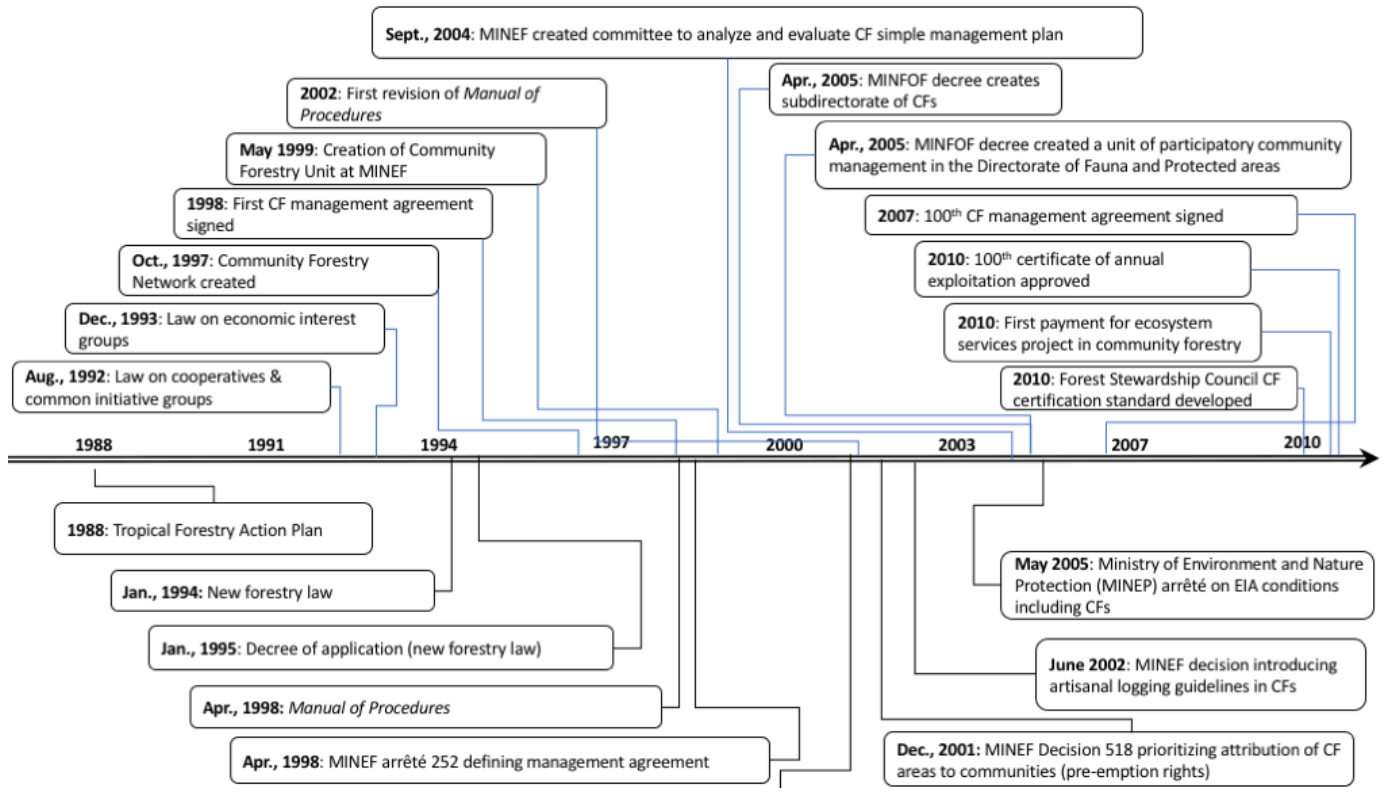 Sept., 2004: MINEF created committee to analyze and evaluate CF simple management plan
Apr., 2005: MINFOF decree creates
subdirectorate of CFs
2002: First revision of Manual of
Procedures
Apr., 2005: MINFOF decree created a unit of participatory community
management in the Directorate of Fauna and Protected areas
May 1999: Creation of Community
Forestry Unit at MINEF
1998: First CF management agreement
signed
2007: 100th CF management agreement signed
Oct., 1997: Community Forestry
Network created
2010: 100th certificate of annual
exploitation approved
Dec., 1993: Law on economic interest
groups
2010: First payment for ecosystem
services project in community forestry
Aug., 1992: Law on cooperatives &
common initiative groups
2010: Forest Stewardship Council CF
certification standard developed
1988 1991 1994 1997 2000 2003 2007 2010
1988: Tropical Forestry Action Plan
May 2005: Ministry of Environment and Nature
Protection (MINEP) arrêté on EIA conditions
including CFs
Jan., 1994: New forestry law
Jan., 1995: Decree of application (new forestry law)
June 2002: MINEF decision introducing
artisanal logging guidelines in CFs
Apr., 1998: Manual of Procedures
Apr., 1998: MINEF arrêté 252 defining management agreement
Dec., 2001: MINEF Decision 518 prioritizing attribution of CF
areas to communities (pre-emption rights)